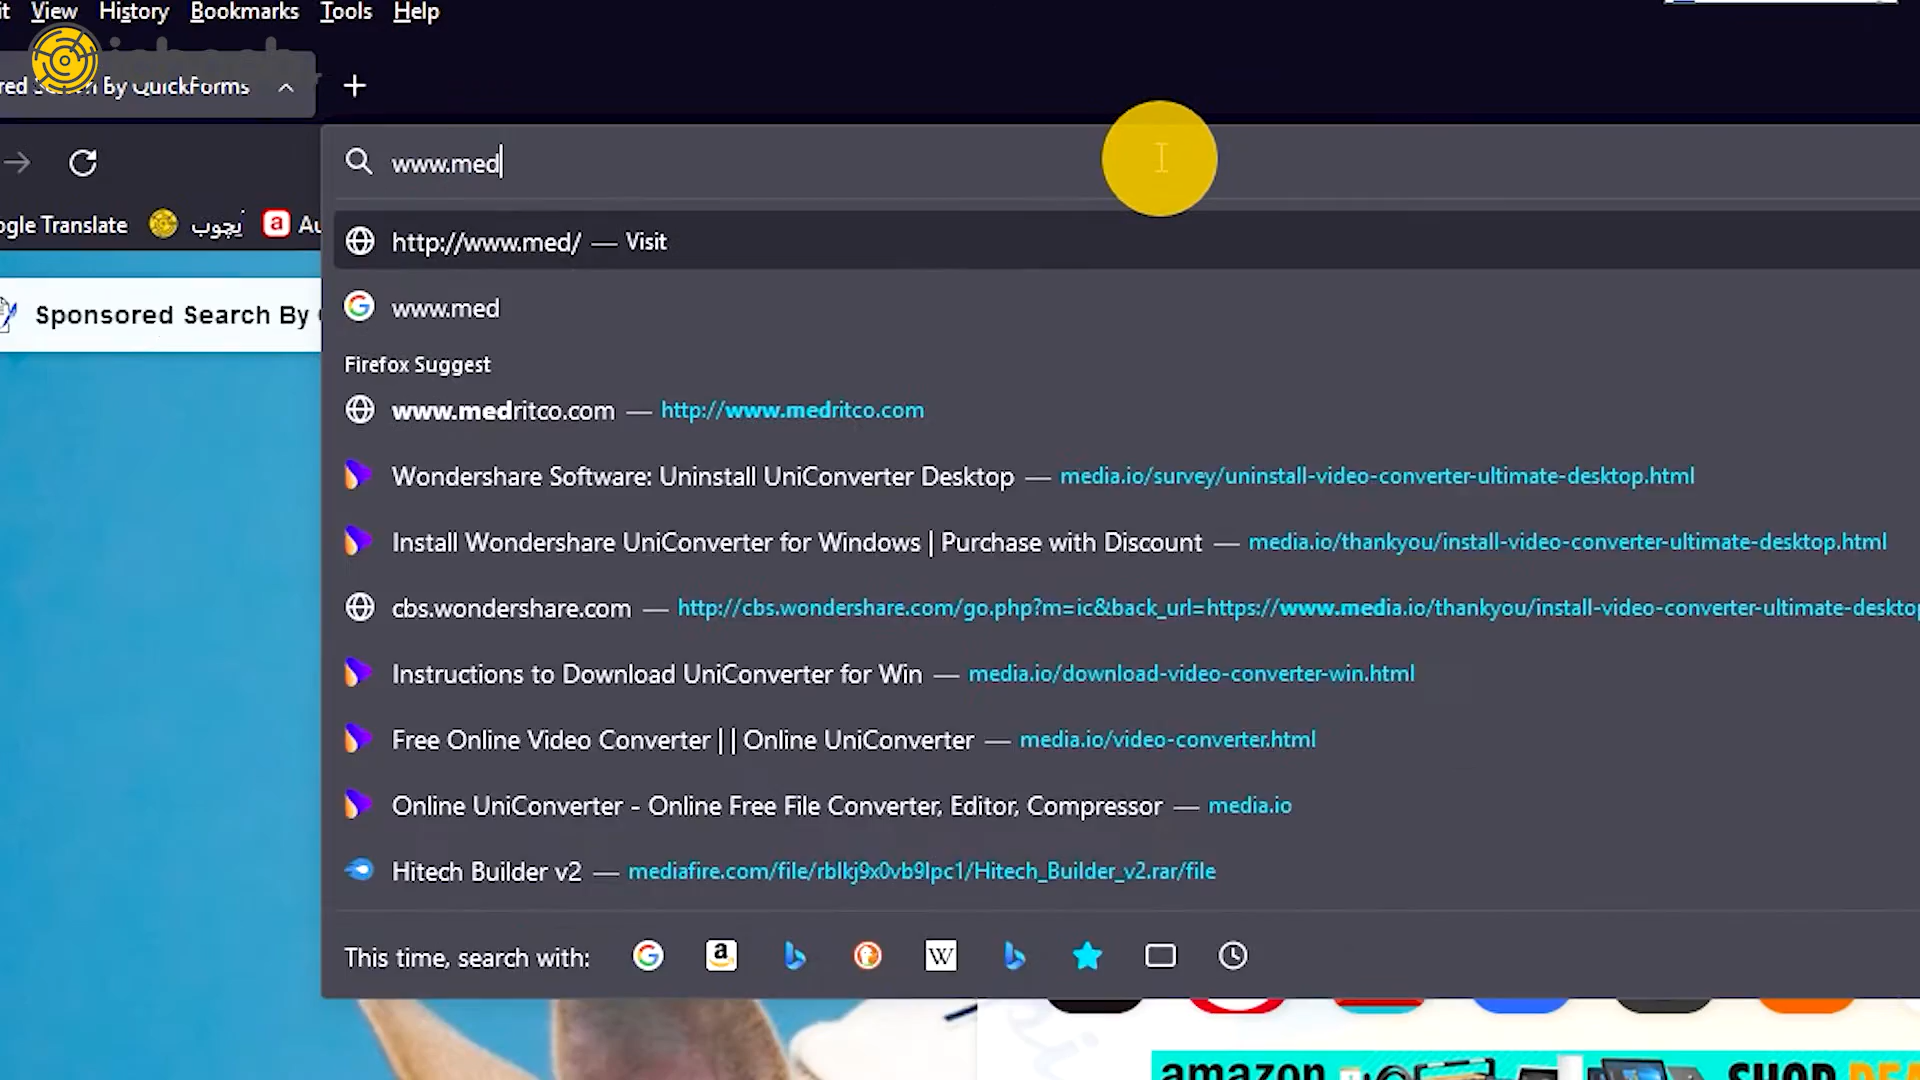 View History Bookmarks Tools Help
By QuickForms
www.med
Google Translate یچوب a Au
http://www.med/ — Visit
Sponsored Search By
www.med
Firefox Suggest
www.medritco.com — http://www.medritco.com
Wondershare Software: Uninstall UniConverter Desktop — media.io/survey/uninstall-video-converter-ultimate-desktop.html
Install Wondershare UniConverter for Windows | Purchase with Discount — media.io/thankyou/install-video-converter-ultimate-desktop.html
cbs.wondershare.com — http://cbs.wondershare.com/go.php?m=ic&back_url=https://www.media.io/thankyou/install-video-converter-ultimate-deskto
Instructions to Download UniConverter for Win — media.io/download-video-converter-win.html
Free Online Video Converter | | Online UniConverter — media.io/video-converter.html
Online UniConverter - Online Free File Converter, Editor, Compressor — media.io
Hitech Builder v2 — mediafire.com/file/rblkj9x0vb9lpc1/Hitech_Builder_v2.rar/file
This time, search with: G a W
amazon SHOP